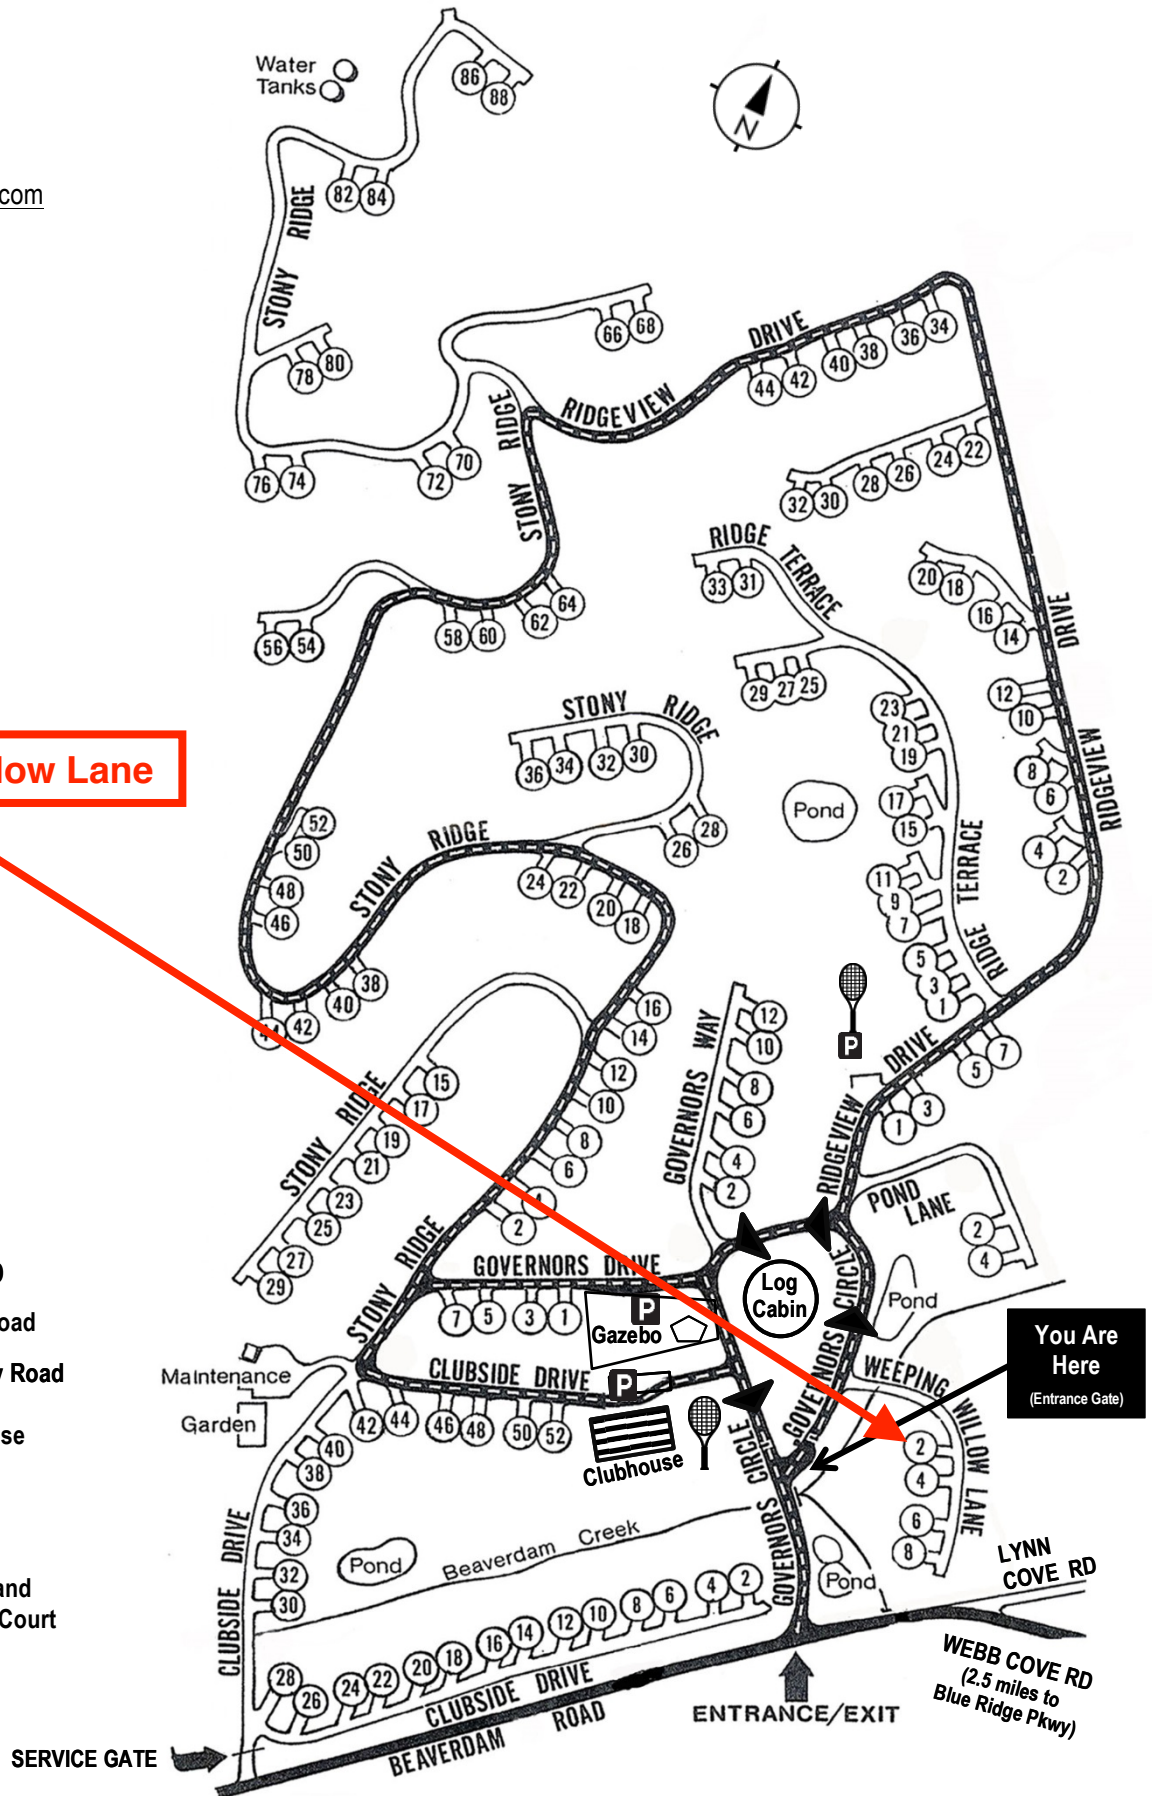 Water
Tanks
86
88
N
82
84
com
STONY RIDGE
66
68
DRIVE
44
42
40
38
36
34
78
80
RIDGEVIEW
STONY RIDGE
76
74
72
70
32
30
28
26
24
22
RIDGE TERRACE
33
31
20
18
16
14
DRIVE
56
54
58
60
62
64
29
27
25
12
10
8
6
4
2
RIDGEVIEW
STONY RIDGE
36
34
32
30
28
26
23
21
19
17
15
11
9
7
5
3
1
Pond
RIDGE TERRACE
low Lane
52
50
48
46
44
42
40
38
STONY RIDGE
24
22
20
18
16
14
12
10
8
6
4
2
STONY RIDGE
15
17
19
21
23
25
27
29
GOVERNORS WAY
12
10
8
6
4
2
P
RIDGEVIEW DRIVE
7
5
3
1
POND LANE
2
4
STONY RIDGE
GOVERNORS DRIVE
7
5
3
1
P
Gazebo
Log
Cabin
GOVERNORS CIRCLE
Pond
You Are
Here
(Entrance Gate)
oad
y Road
se
and
Court
Maintenance
Garden
CLUBSIDE DRIVE
P
42
44
46
48
50
52
Clubhouse
GOVERNORS CIRCLE
WEEPING WILLOW LANE
2
4
6
8
40
38
36
34
32
30
28
26
CLUBSIDE DRIVE
Pond
Beaverdam Creek
24
22
20
18
16
14
12
10
8
6
4
2
CLUBSIDE DRIVE
BEAVERDAM ROAD
Pond
LYNN
COVE RD
WEBB COVE RD
(2.5 miles to
Blue Ridge Pkwy)
ENTRANCE/EXIT
SERVICE GATE